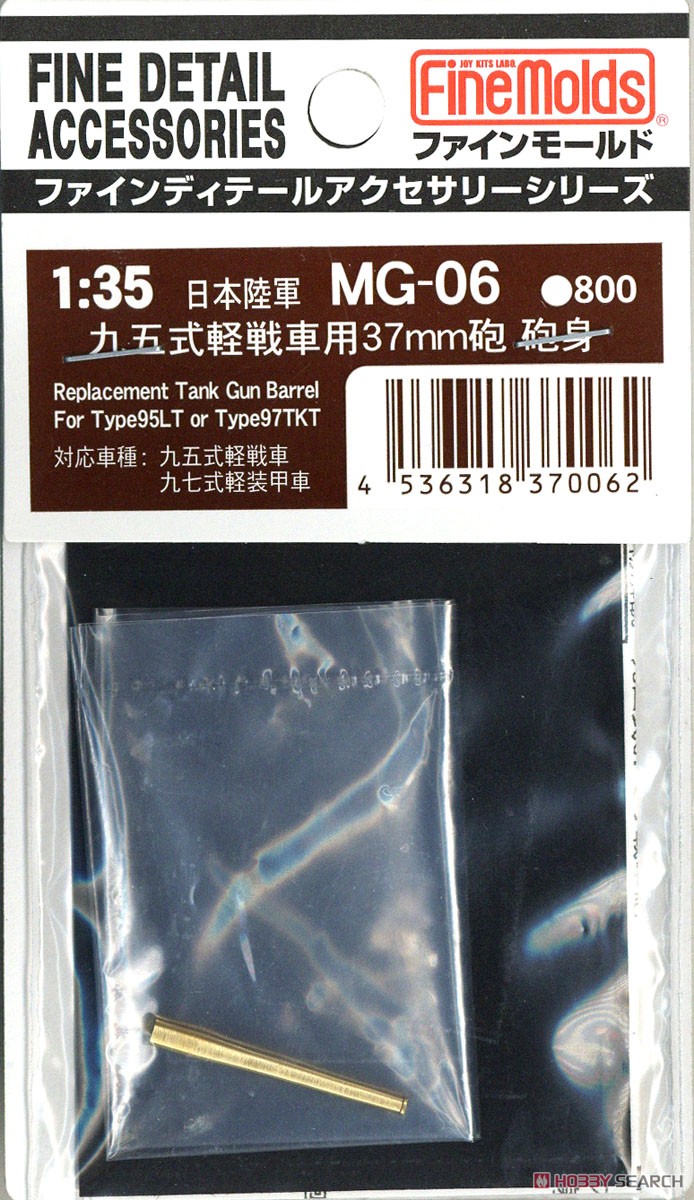 FINE DETAIL
ACCESSORIES
JOY KITS LABO.
FineMolds
®
ファインモールド
ファインディテールアクセサリーシリーズ
1:35 日本陸軍 MG-06 ●800
九五式軽戦車用37mm砲 砲身
Replacement Tank Gun Barrel
For Type95LT or Type97TKT
対応車種：九五式軽戦車
九七式軽装甲車
4 536318 370062
HOBBY SEARCH